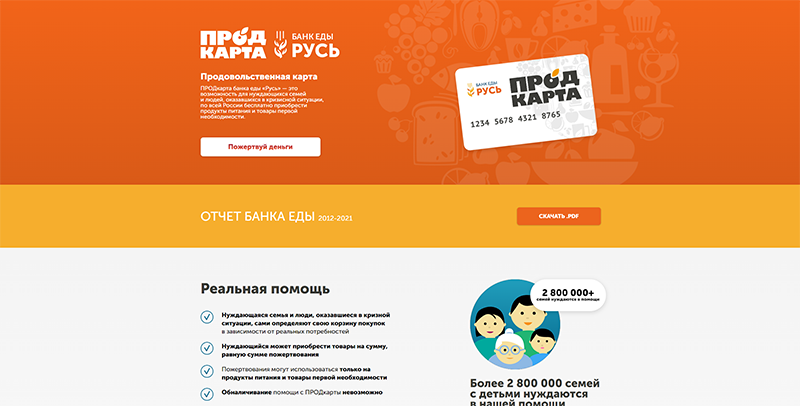 ПРОД
КАРТА
БАНК ЕДЫ
РУСЬ
Продовольственная карта
ПРОДкарта банка еды «Русь» — это
возможность для нуждающихся семей
и людей, оказавшихся в кризисной ситуации,
по всей России бесплатно приобрести
продукты питания и товары первой
необходимости.
Пожертвуй деньги
БАНК ЕДЫ
РУСЬ
ПРОД
КАРТА
1234 5678 4321 8765
ОТЧЕТ БАНКА ЕДЫ 2012-2021
СКАЧАТЬ .PDF
Реальная помощь
Нуждающаяся семья и люди, оказавшиеся в кризной
ситуации, сами определяют свою корзину покупок
в зависимости от реальных потребностей
Нуждающийся может приобрести товары на сумму,
равную сумме пожертвования
Пожертвования могут использоваться только на
продукты питания и товары первой необходимости
Обналичивание помощи с ПРОДкарты невозможно
2 800 000+
семей нуждаются в помощи
Более 2 800 000 семей
с детьми нуждаются
в нашей помощи